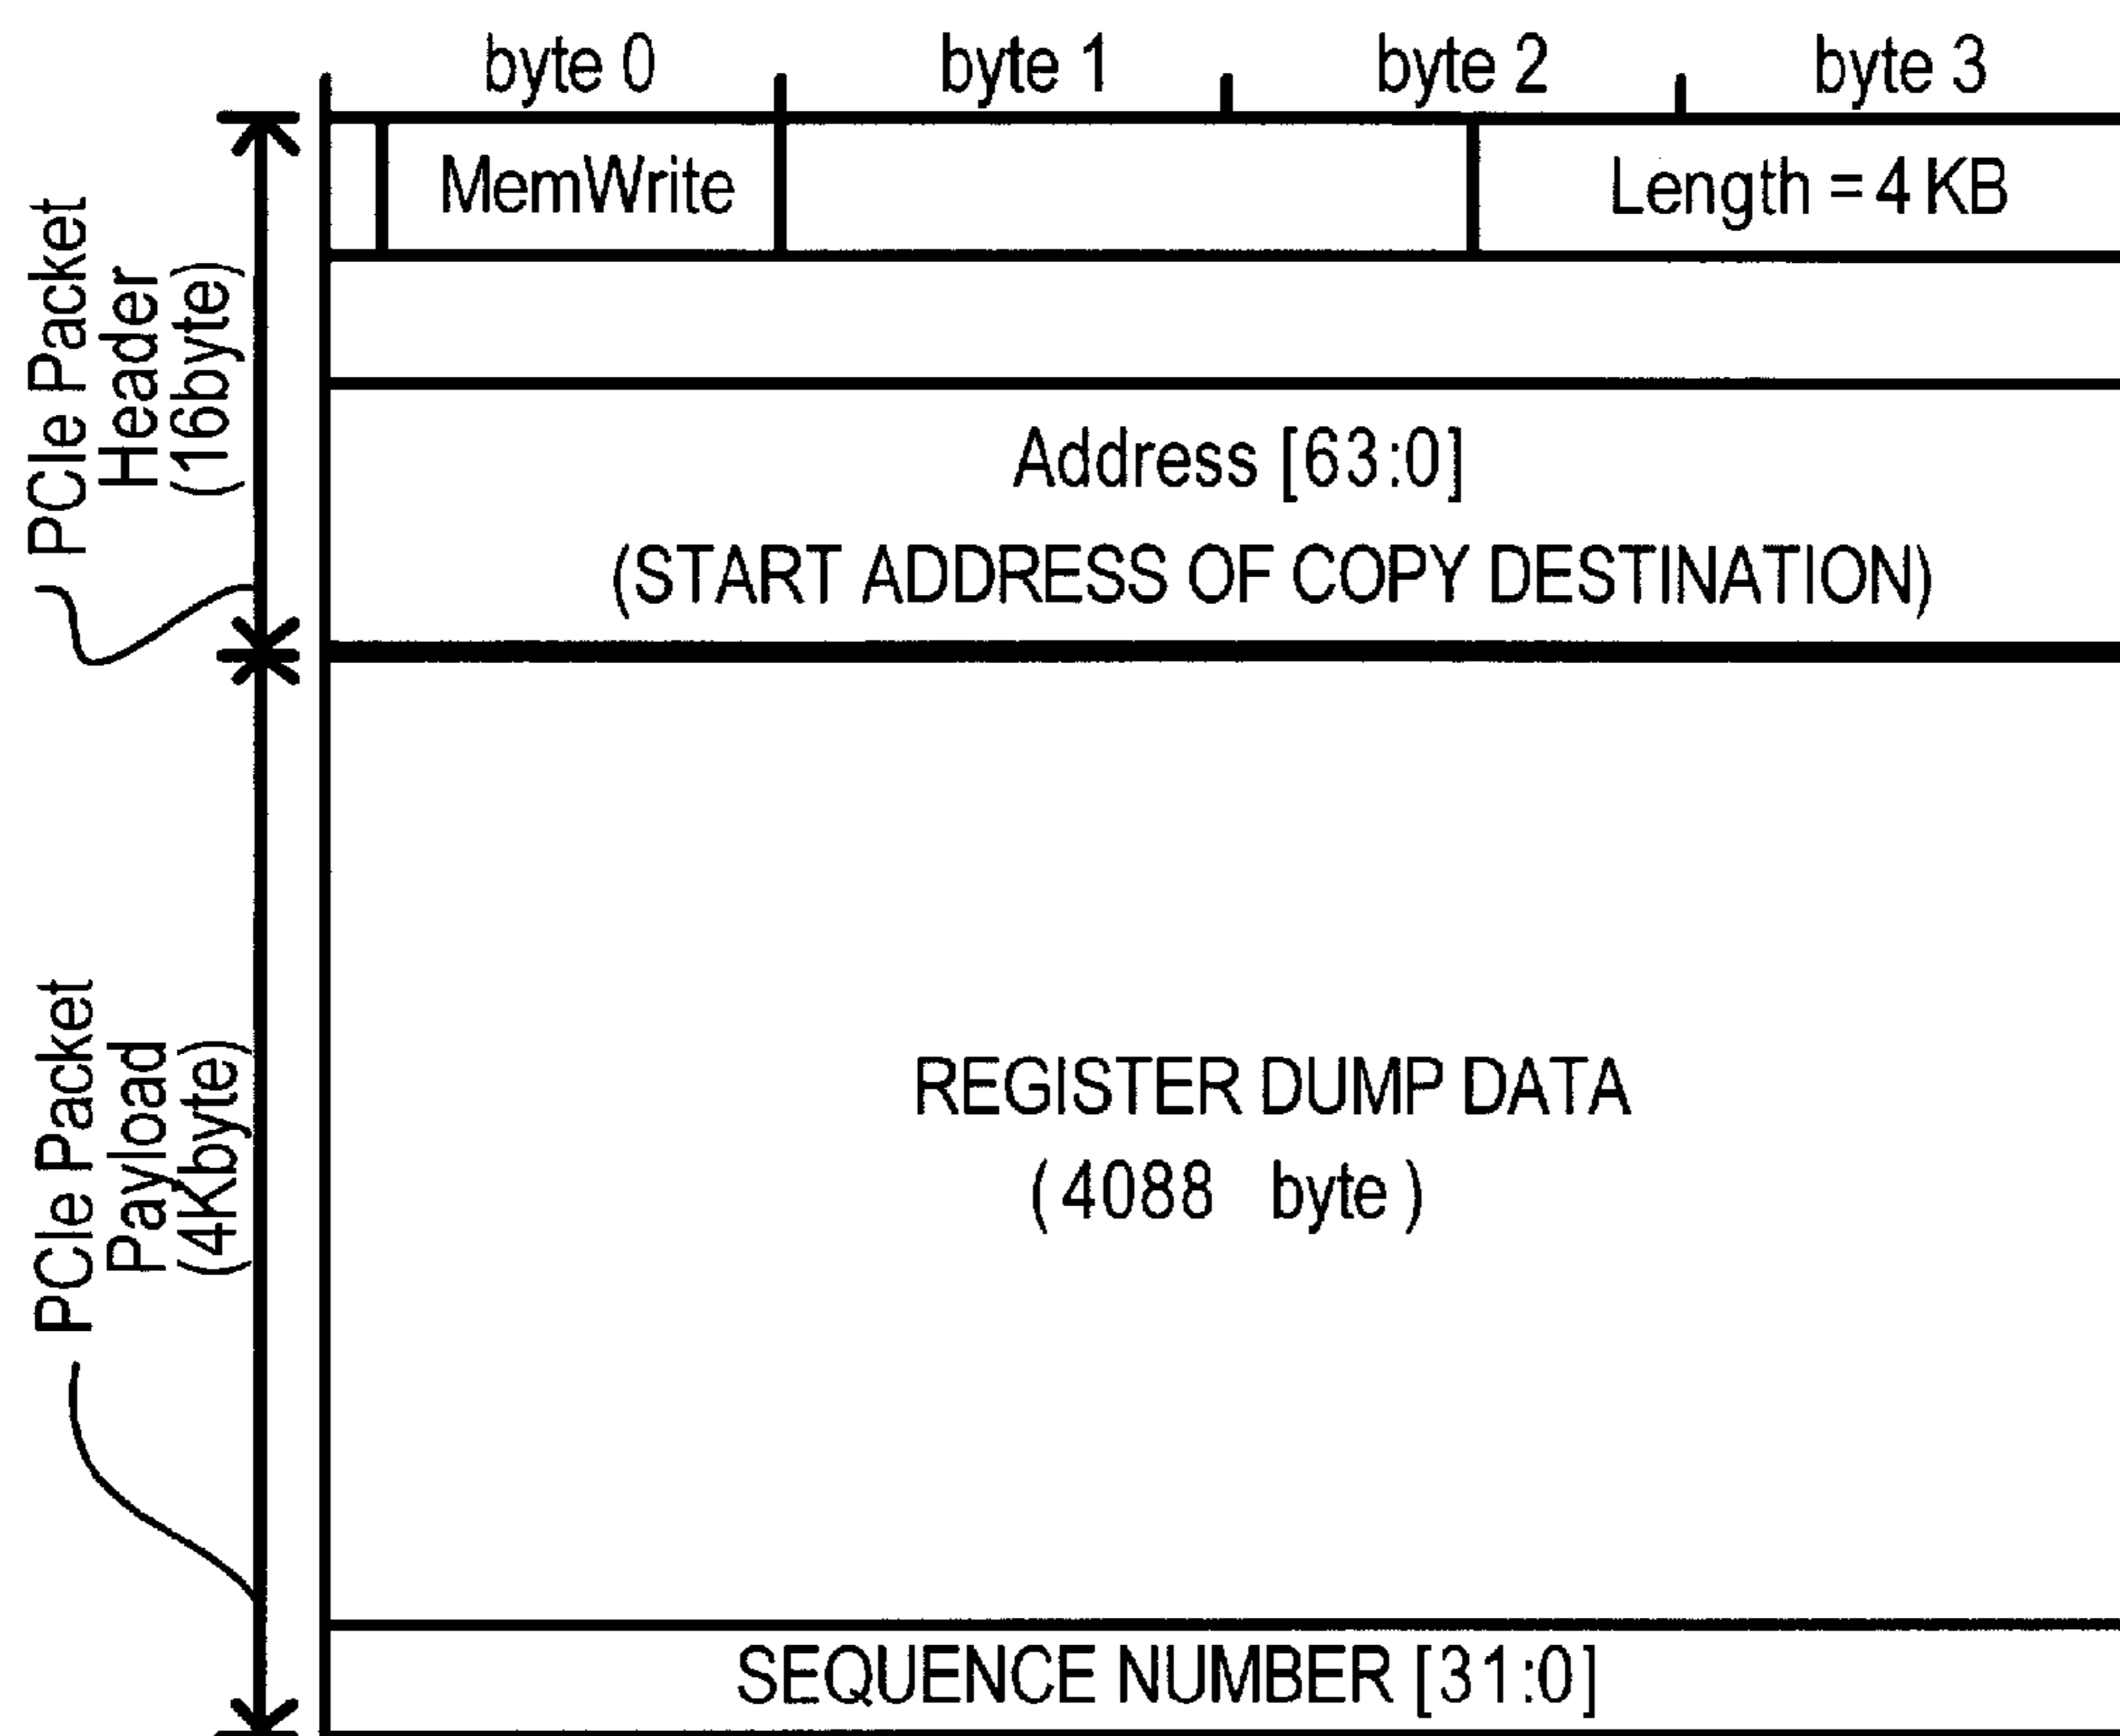 byte 0 byte 1 byte 2 byte 3
MemWrite Length = 4 KB
PCIe Packet
Header
(16byte)
Address [63:0]
(START ADDRESS OF COPY DESTINATION)
PCIe Packet
Payload
(4Kbyte)
REGISTER DUMP DATA
(4088 byte)
SEQUENCE NUMBER [31:0]